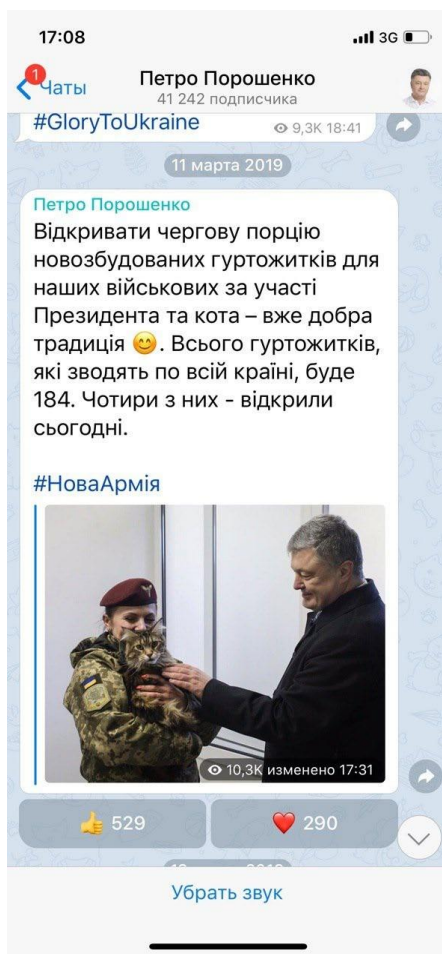 17:08
3G
1
Чаты
Петро Порошенко
41 242 подписчика
#GloryToUkraine
9,3K 18:41
11 марта 2019
Петро Порошенко
Відкривати чергову порцію
новозбудованих гуртожитків для
наших військових за участі
Президента та кота – вже добра
традиція 😊. Всього гуртожитків,
які зводять по всій країні, буде
184. Чотири з них - відкрили
сьогодні.
#НоваАрмія
10,3K изменено 17:31
👍 529
❤️ 290
Убрать звук